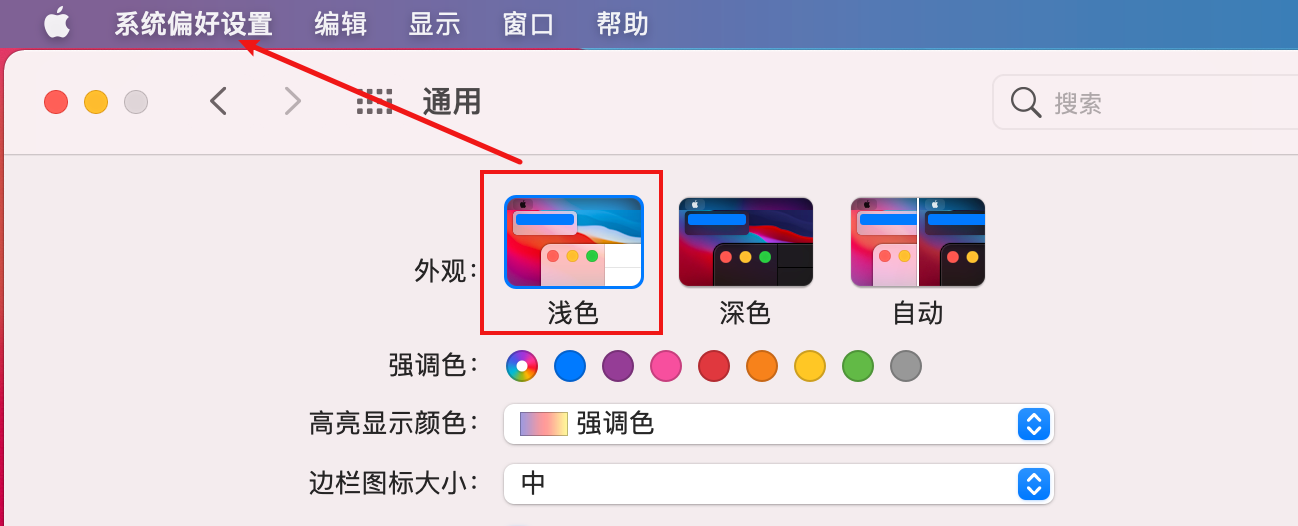 系统偏好设置 编辑 显示 窗口 帮助
通用 搜索
外观:
浅色 深色 自动
强调色:
高亮显示颜色: 强调色
边栏图标大小: 中